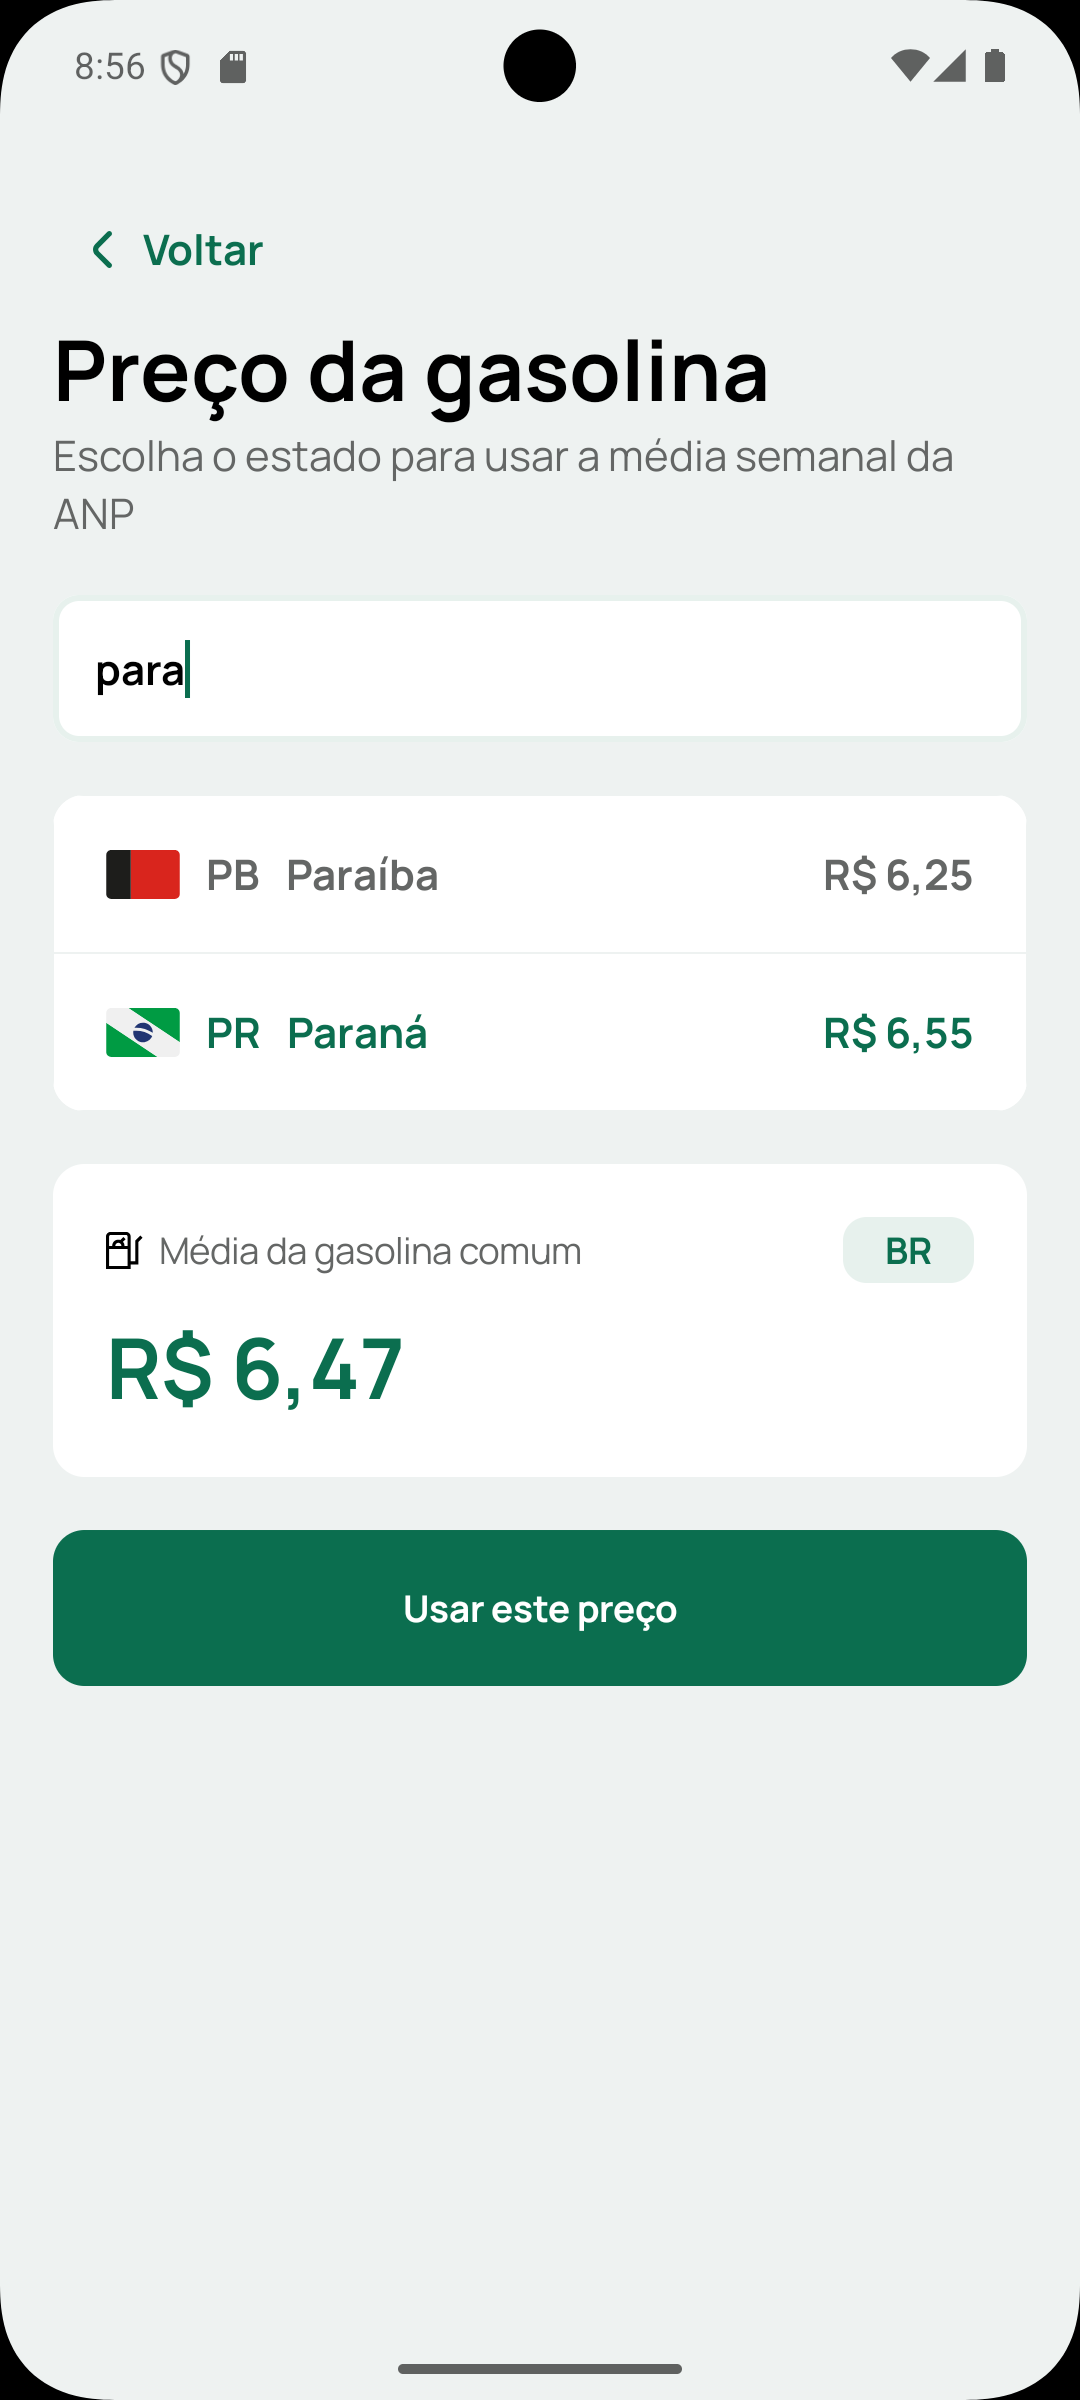 8:56
Voltar
Preço da gasolina
Escolha o estado para usar a média semanal da
ANP
para
PB Paraíba R$ 6,25
PR Paraná R$ 6,55
Média da gasolina comum BR
R$ 6,47
Usar este preço